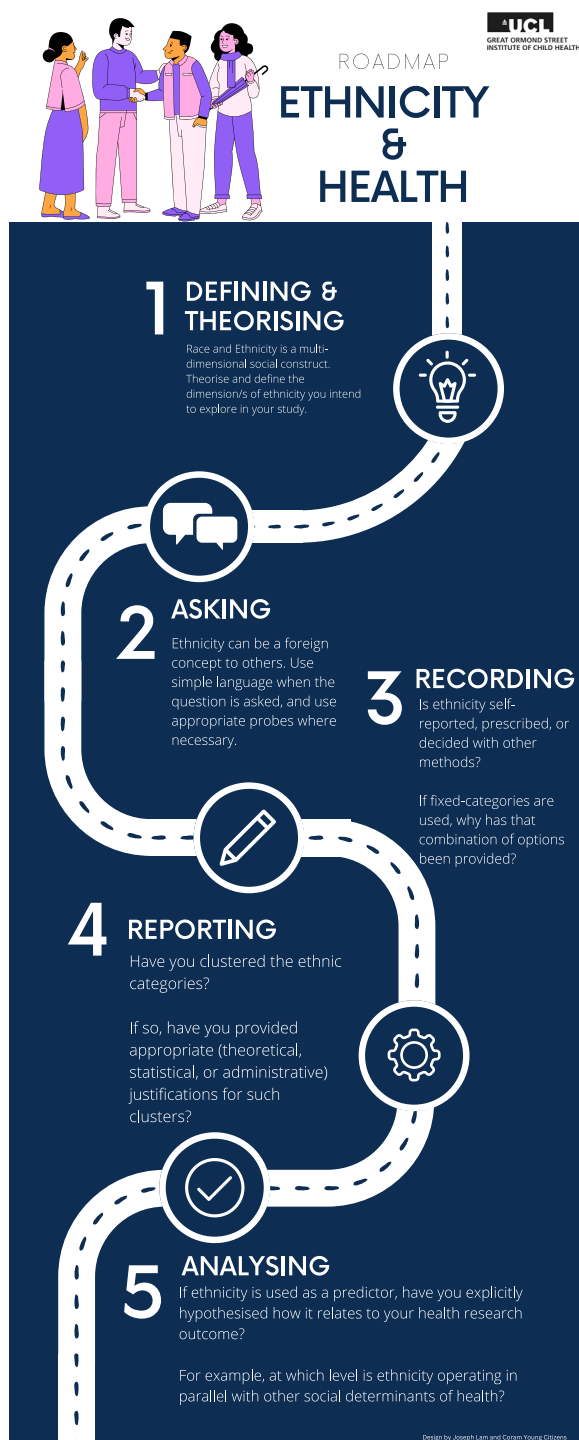 UCL
GREAT ORMOND STREET
INSTITUTE OF CHILD HEALTH
ROADMAP
ETHNICITY
&
HEALTH
1
DEFINING &
THEORISING
Race and Ethnicity is a multi-
dimensional social construct.
Theorise and define the
dimension/s of ethnicity you intend
to explore in your study.
2
ASKING
Ethnicity can be a foreign
concept to others. Use
simple language when the
question is asked, and use
appropriate probes where
necessary.
3
RECORDING
Is ethnicity self-
reported, prescribed, or
decided with other
methods?
If fixed-categories are
used, why has that
combination of options
been provided?
4
REPORTING
Have you clustered the ethnic
categories?
If so, have you provided
appropriate (theoretical,
statistical, or administrative)
justifications for such
clusters?
5
ANALYSING
If ethnicity is used as a predictor, have you explicitly
hypothesised how it relates to your health research
outcome?
For example, at which level is ethnicity operating in
parallel with other social determinants of health?
Design by Joseph Lam and Coram Young Citizens